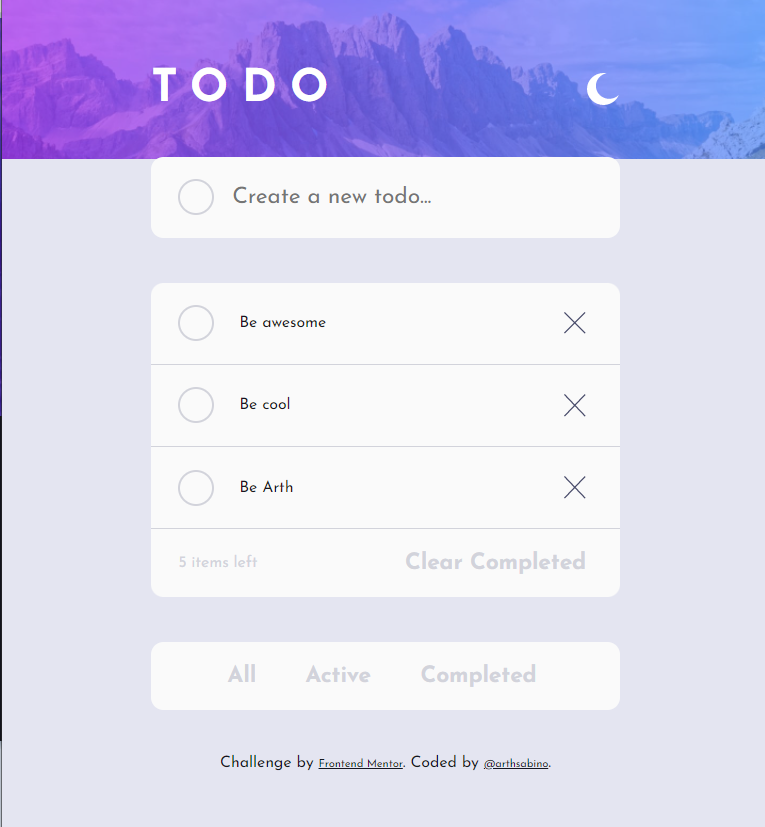 TODO
Create a new todo...
Be awesome
Be cool
Be Arth
5 items left Clear Completed
All Active Completed
Challenge by Frontend Mentor. Coded by @arthsabino.